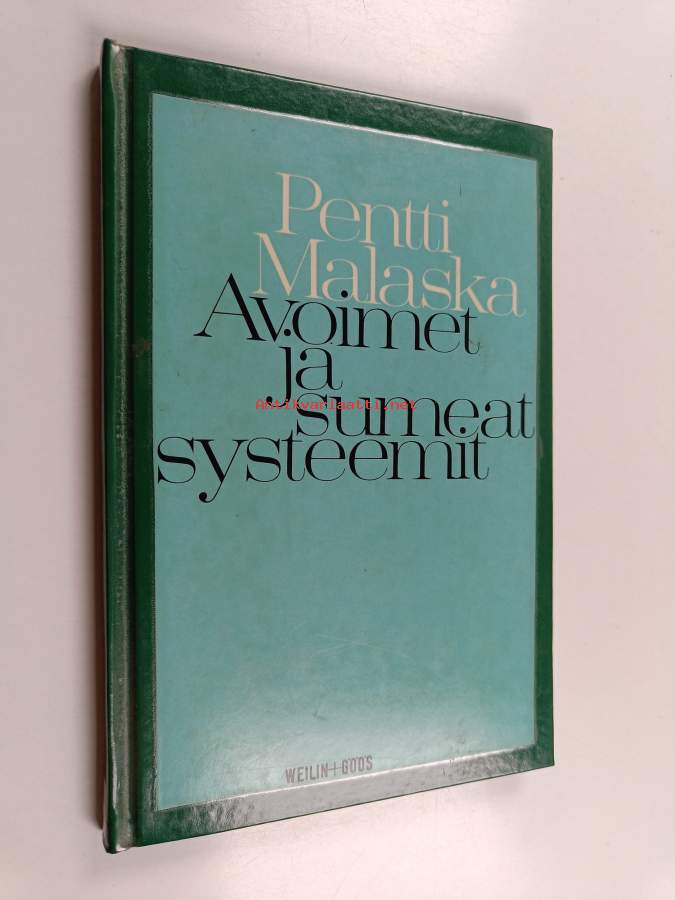 Pentti
Malaska
Avoimet
ja
sumeat
systeemit
Antikvariaatti.net
WEILIN+GÖÖS